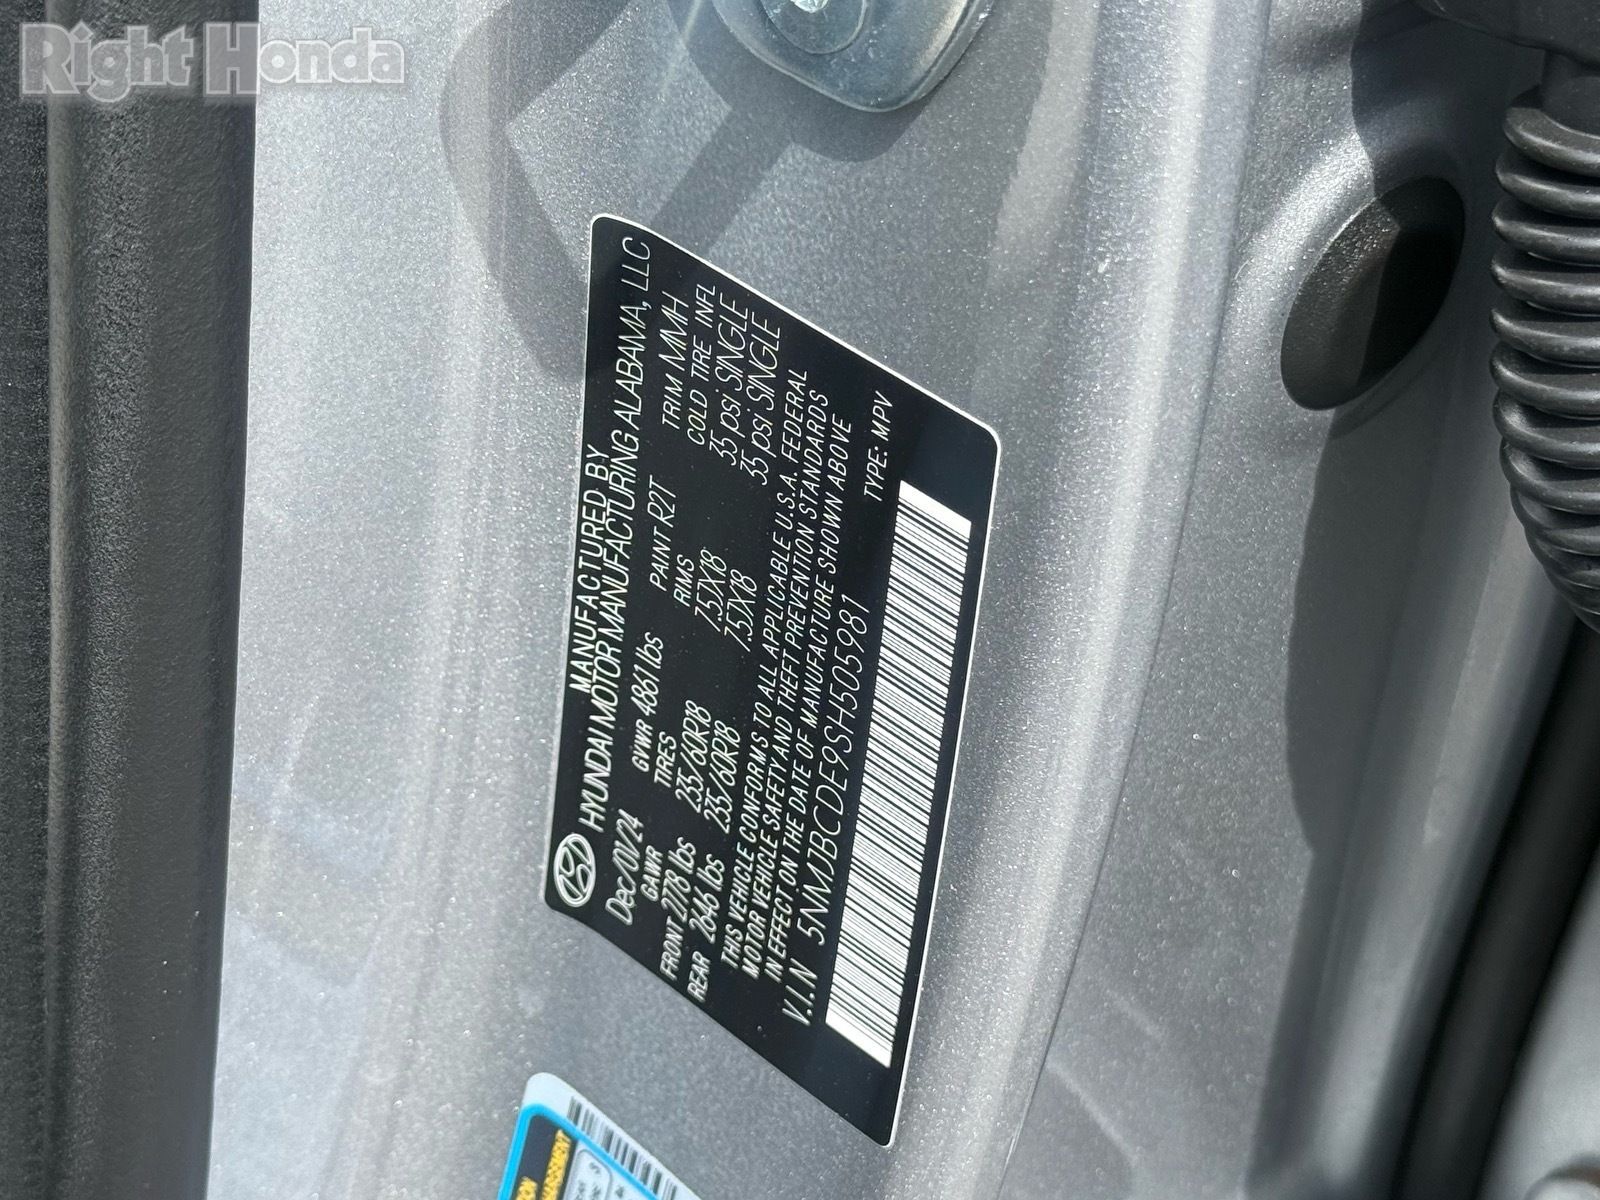 Right Honda
MANUFACTURED BY
HYUNDAI MOTOR MANUFACTURING ALABAMA, LLC
Dec/01/24 GVWR 4861 lbs PAINT R2T TRIM MMH
GAWR TIRES RIMS COLD TIRE INFL
FRONT 2778 lbs 235/60R18 7.5JX18 35 psi SINGLE
REAR 2646 lbs 235/60R18 7.5JX18 35 psi SINGLE
THIS VEHICLE CONFORMS TO ALL APPLICABLE U.S.A. FEDERAL
MOTOR VEHICLE SAFETY AND THEFT PREVENTION STANDARDS
IN EFFECT ON THE DATE OF MANUFACTURE SHOWN ABOVE
V.I.N 5NMJBCDE9SH505981 TYPE: MPV